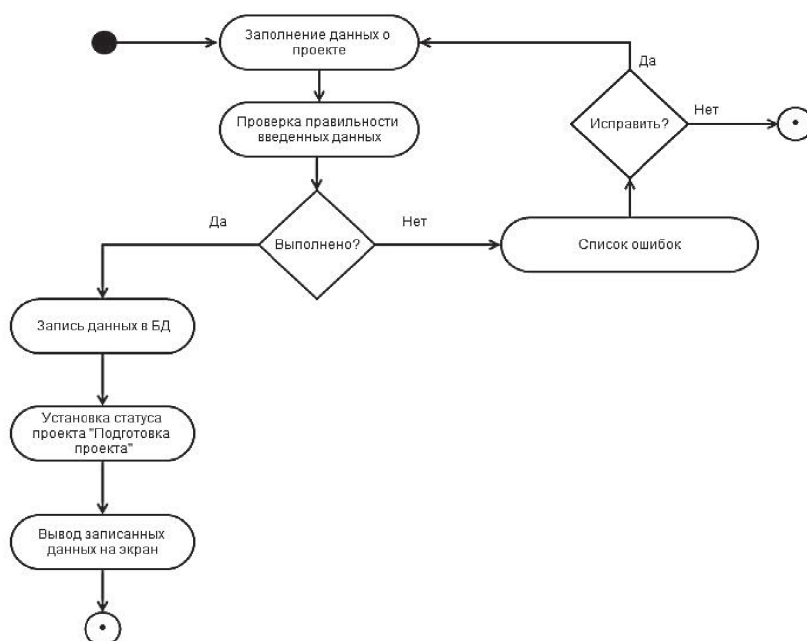 Заполнение данных о
проекте
Да
Проверка правильности
введенных данных
Исправить?
Нет
Да
Выполнено?
Нет
Список ошибок
Запись данных в БД
Установка статуса
проекта "Подготовка
проекта"
Вывод записанных
данных на экран